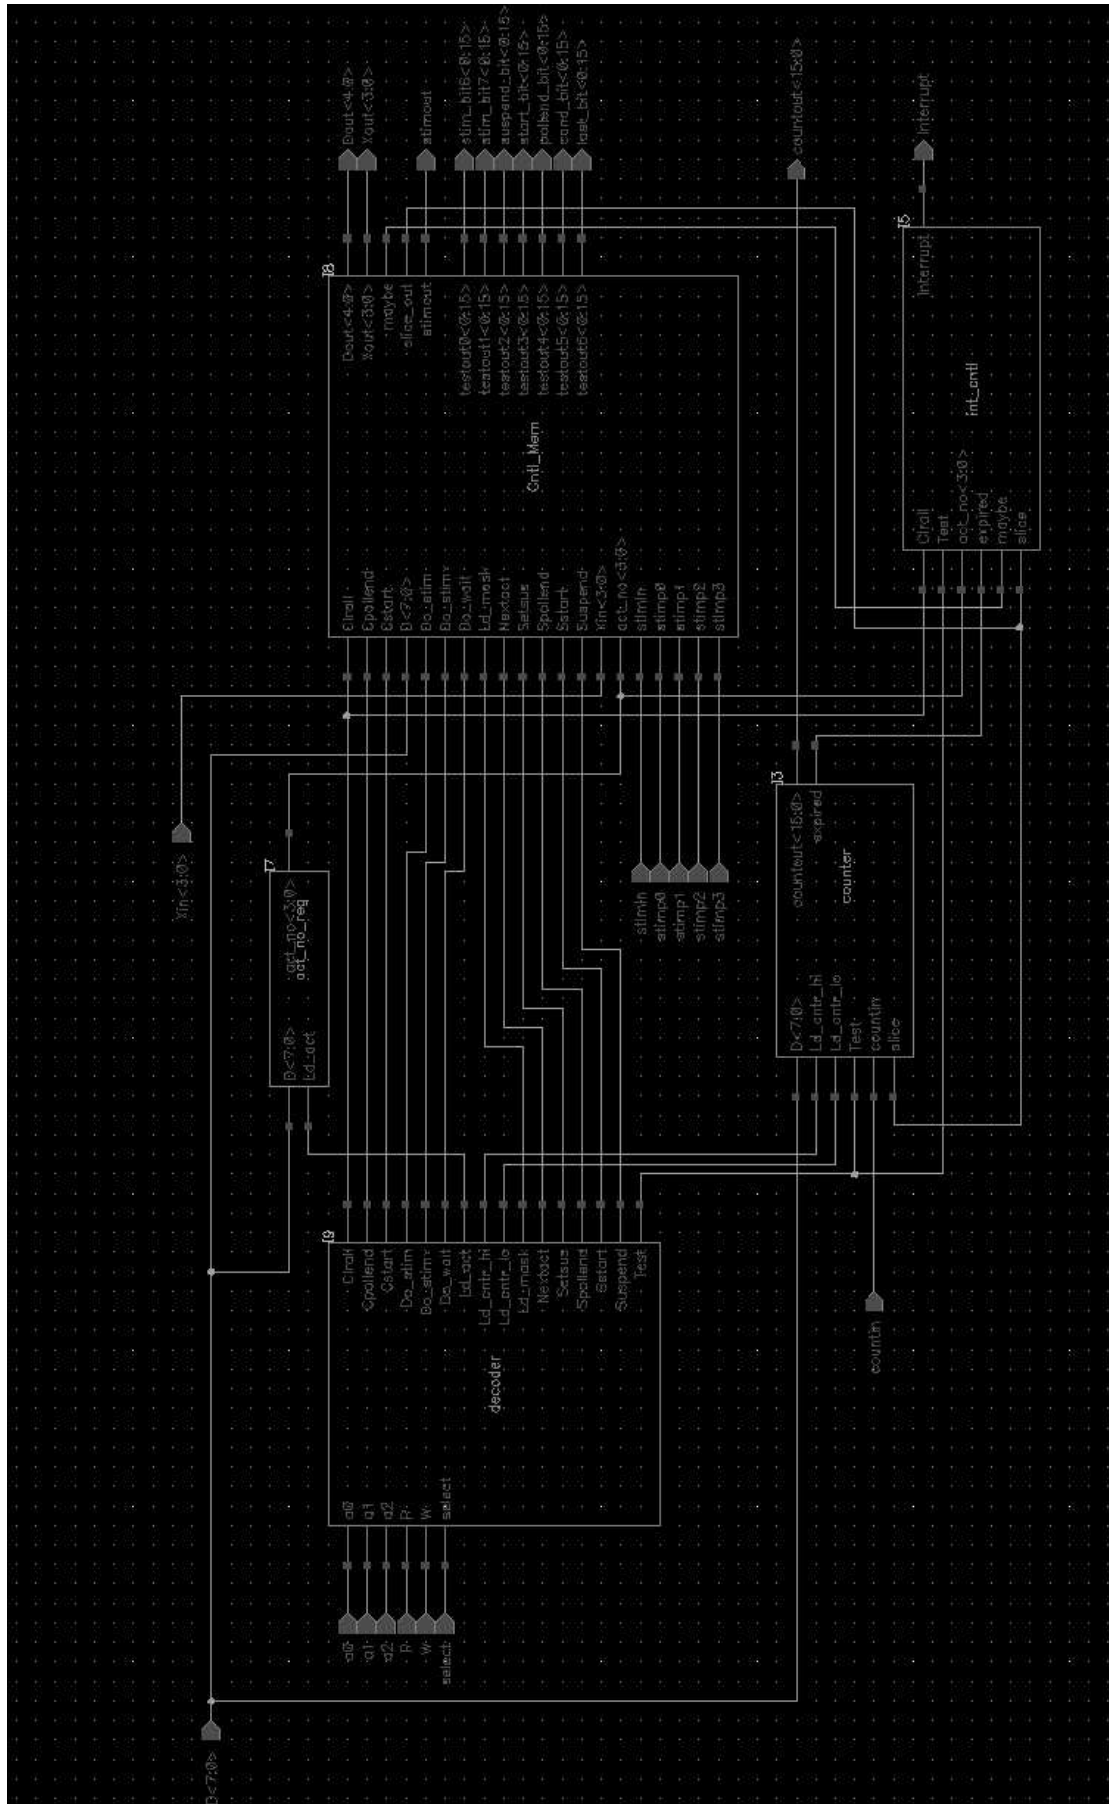 D<7:0>
Xin<3:0>
I7
D<7:0>
Ld_act
act_no<3:0>
act_no_reg
a0
a1
a2
R
W
select
I9
a0
a1
a2
R
W
select
decoder
Clrall
Cpollend
Cstart
Do_stim
Do_stimv
Do_wait
Ld_act
Ld_cntr_hi
Ld_cntr_lo
Ld_mask
Nextact
Setsus
Spollend
Sstart
Suspend
Test
I8
Clrall
Cpollend
Cstart
D<7:0>
Do_stim
Do_stimv
Do_wait
Ld_mask
Nextact
Setsus
Spollend
Sstart
Suspend
Xin<3:0>
act_no<3:0>
stimin
stimp0
stimp1
stimp2
stimp3
Cntl_Mem
Dout<4:0>
Xout<3:0>
maybe
slice_out
stimout
testout0<0:15>
testout1<0:15>
testout2<0:15>
testout3<0:15>
testout4<0:15>
testout5<0:15>
testout6<0:15>
Dout<4:0>
Xout<3:0>
stimout
stim_bit6<0:15>
stim_bit7<0:15>
suspend_bit<0:15>
start_bit<0:15>
pollend_bit<0:15>
cond_bit<0:15>
last_bit<0:15>
stimin
stimp0
stimp1
stimp2
stimp3
countin
I3
D<7:0>
Ld_cntr_hi
Ld_cntr_lo
Test
countin
slice
counter
countout<15:0>
expired
countout<15:0>
I5
Clrall
Test
act_no<3:0>
expired
maybe
slice
int_cntl
interrupt
interrupt